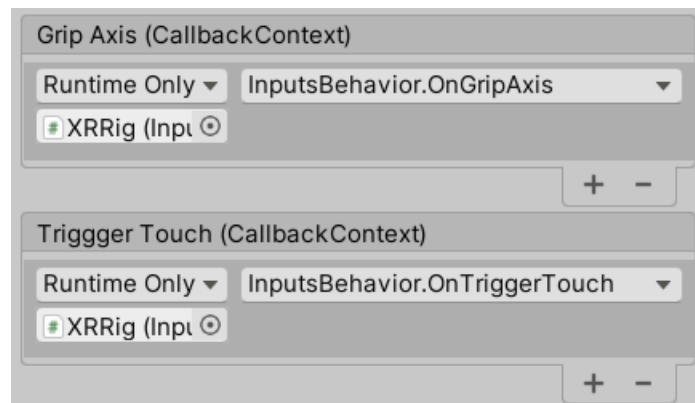 Grip Axis (CallbackContext)
Runtime Only InputsBehavior.OnGripAxis
# XRRig (Inpu
+ −
Triggger Touch (CallbackContext)
Runtime Only InputsBehavior.OnTriggerTouch
# XRRig (Inpu
+ −